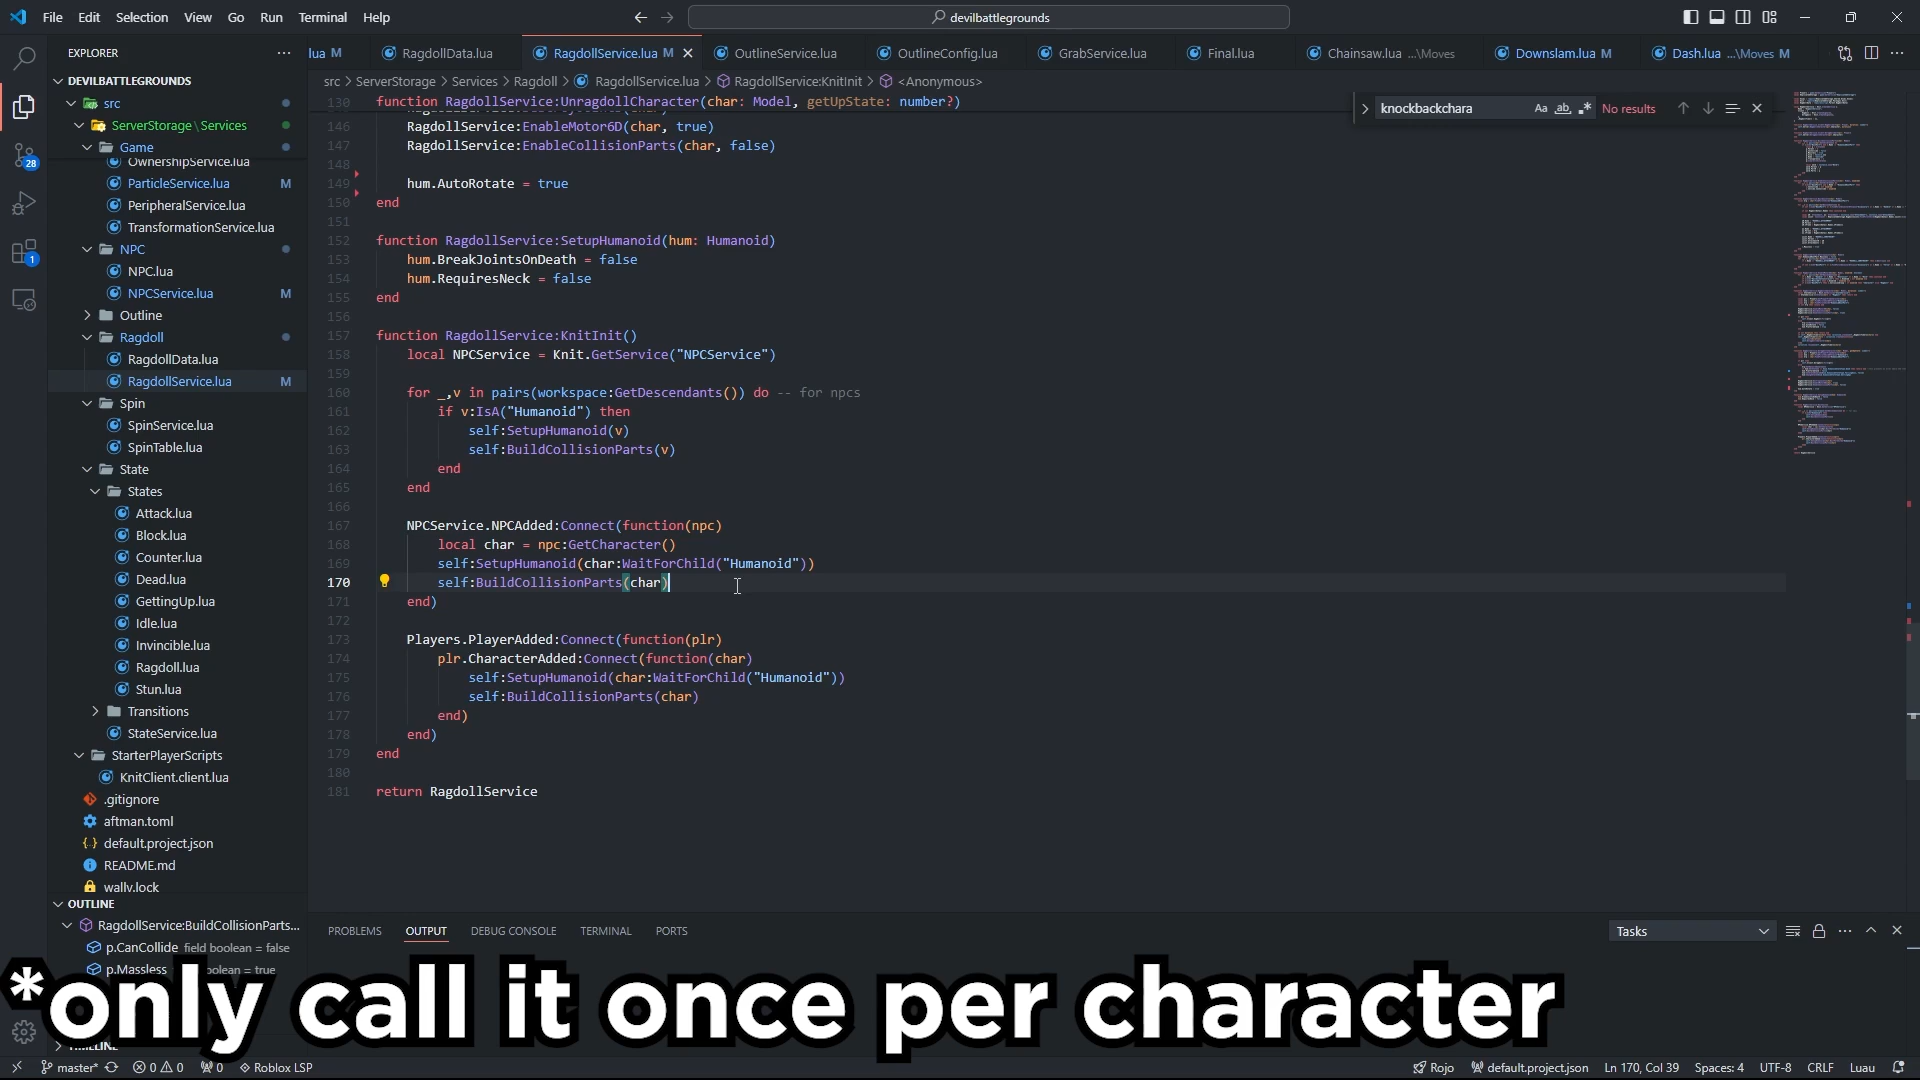 File Edit Selection View Go Run Terminal Help
devilbattlegrounds
EXPLORER
lua M
RagdollData.lua
RagdollService.lua M
OutlineService.lua
OutlineConfig.lua
GrabService.lua
Final.lua
Chainsaw.lua ...\Moves
Downslam.lua M
Dash.lua ...\Moves M
src > ServerStorage > Services > Ragdoll > RagdollService.lua > RagdollService:KnitInit > <Anonymous>
knockbackchara
Aa ab
No results
DEVILBATTLEGROUNDS
src
ServerStorage \ Services
Game
OwnershipService.lua
ParticleService.lua M
PeripheralService.lua
TransformationService.lua
NPC
NPC.lua
NPCService.lua M
Outline
Ragdoll
RagdollData.lua
RagdollService.lua M
Spin
SpinService.lua
SpinTable.lua
State
States
Attack.lua
Block.lua
Counter.lua
Dead.lua
GettingUp.lua
Idle.lua
Invincible.lua
Ragdoll.lua
Stun.lua
Transitions
StateService.lua
StarterPlayerScripts
KnitClient.client.lua
.gitignore
aftman.toml
default.project.json
README.md
wally.lock
OUTLINE
RagdollService:BuildCollisionParts...
p.CanCollide field boolean = false
p.Massless boolean = true
TIMELINE
28
1
130 function RagdollService:UnragdollCharacter(char: Model, getUpState: number?)
146 RagdollService:EnableMotor6D(char, true)
147 RagdollService:EnableCollisionParts(char, false)
148
149 hum.AutoRotate = true
150 end
151
152 function RagdollService:SetupHumanoid(hum: Humanoid)
153 hum.BreakJointsOnDeath = false
154 hum.RequiresNeck = false
155 end
156
157 function RagdollService:KnitInit()
158 local NPCService = Knit.GetService("NPCService")
159
160 for _,v in pairs(workspace:GetDescendants()) do -- for npcs
161 if v:IsA("Humanoid") then
162 self:SetupHumanoid(v)
163 self:BuildCollisionParts(v)
164 end
165 end
166
167 NPCService.NPCAdded:Connect(function(npc)
168 local char = npc:GetCharacter()
169 self:SetupHumanoid(char:WaitForChild("Humanoid"))
170 self:BuildCollisionParts(char)
171 end)
172
173 Players.PlayerAdded:Connect(function(plr)
174 plr.CharacterAdded:Connect(function(char)
175 self:SetupHumanoid(char:WaitForChild("Humanoid"))
176 self:BuildCollisionParts(char)
177 end)
178 end)
179 end
180
181 return RagdollService
PROBLEMS OUTPUT DEBUG CONSOLE TERMINAL PORTS
Tasks
*only call it once per character
master* 0 0 0 Roblox LSP
Rojo default.project.json Ln 170, Col 39 Spaces: 4 UTF-8 CRLF Luau